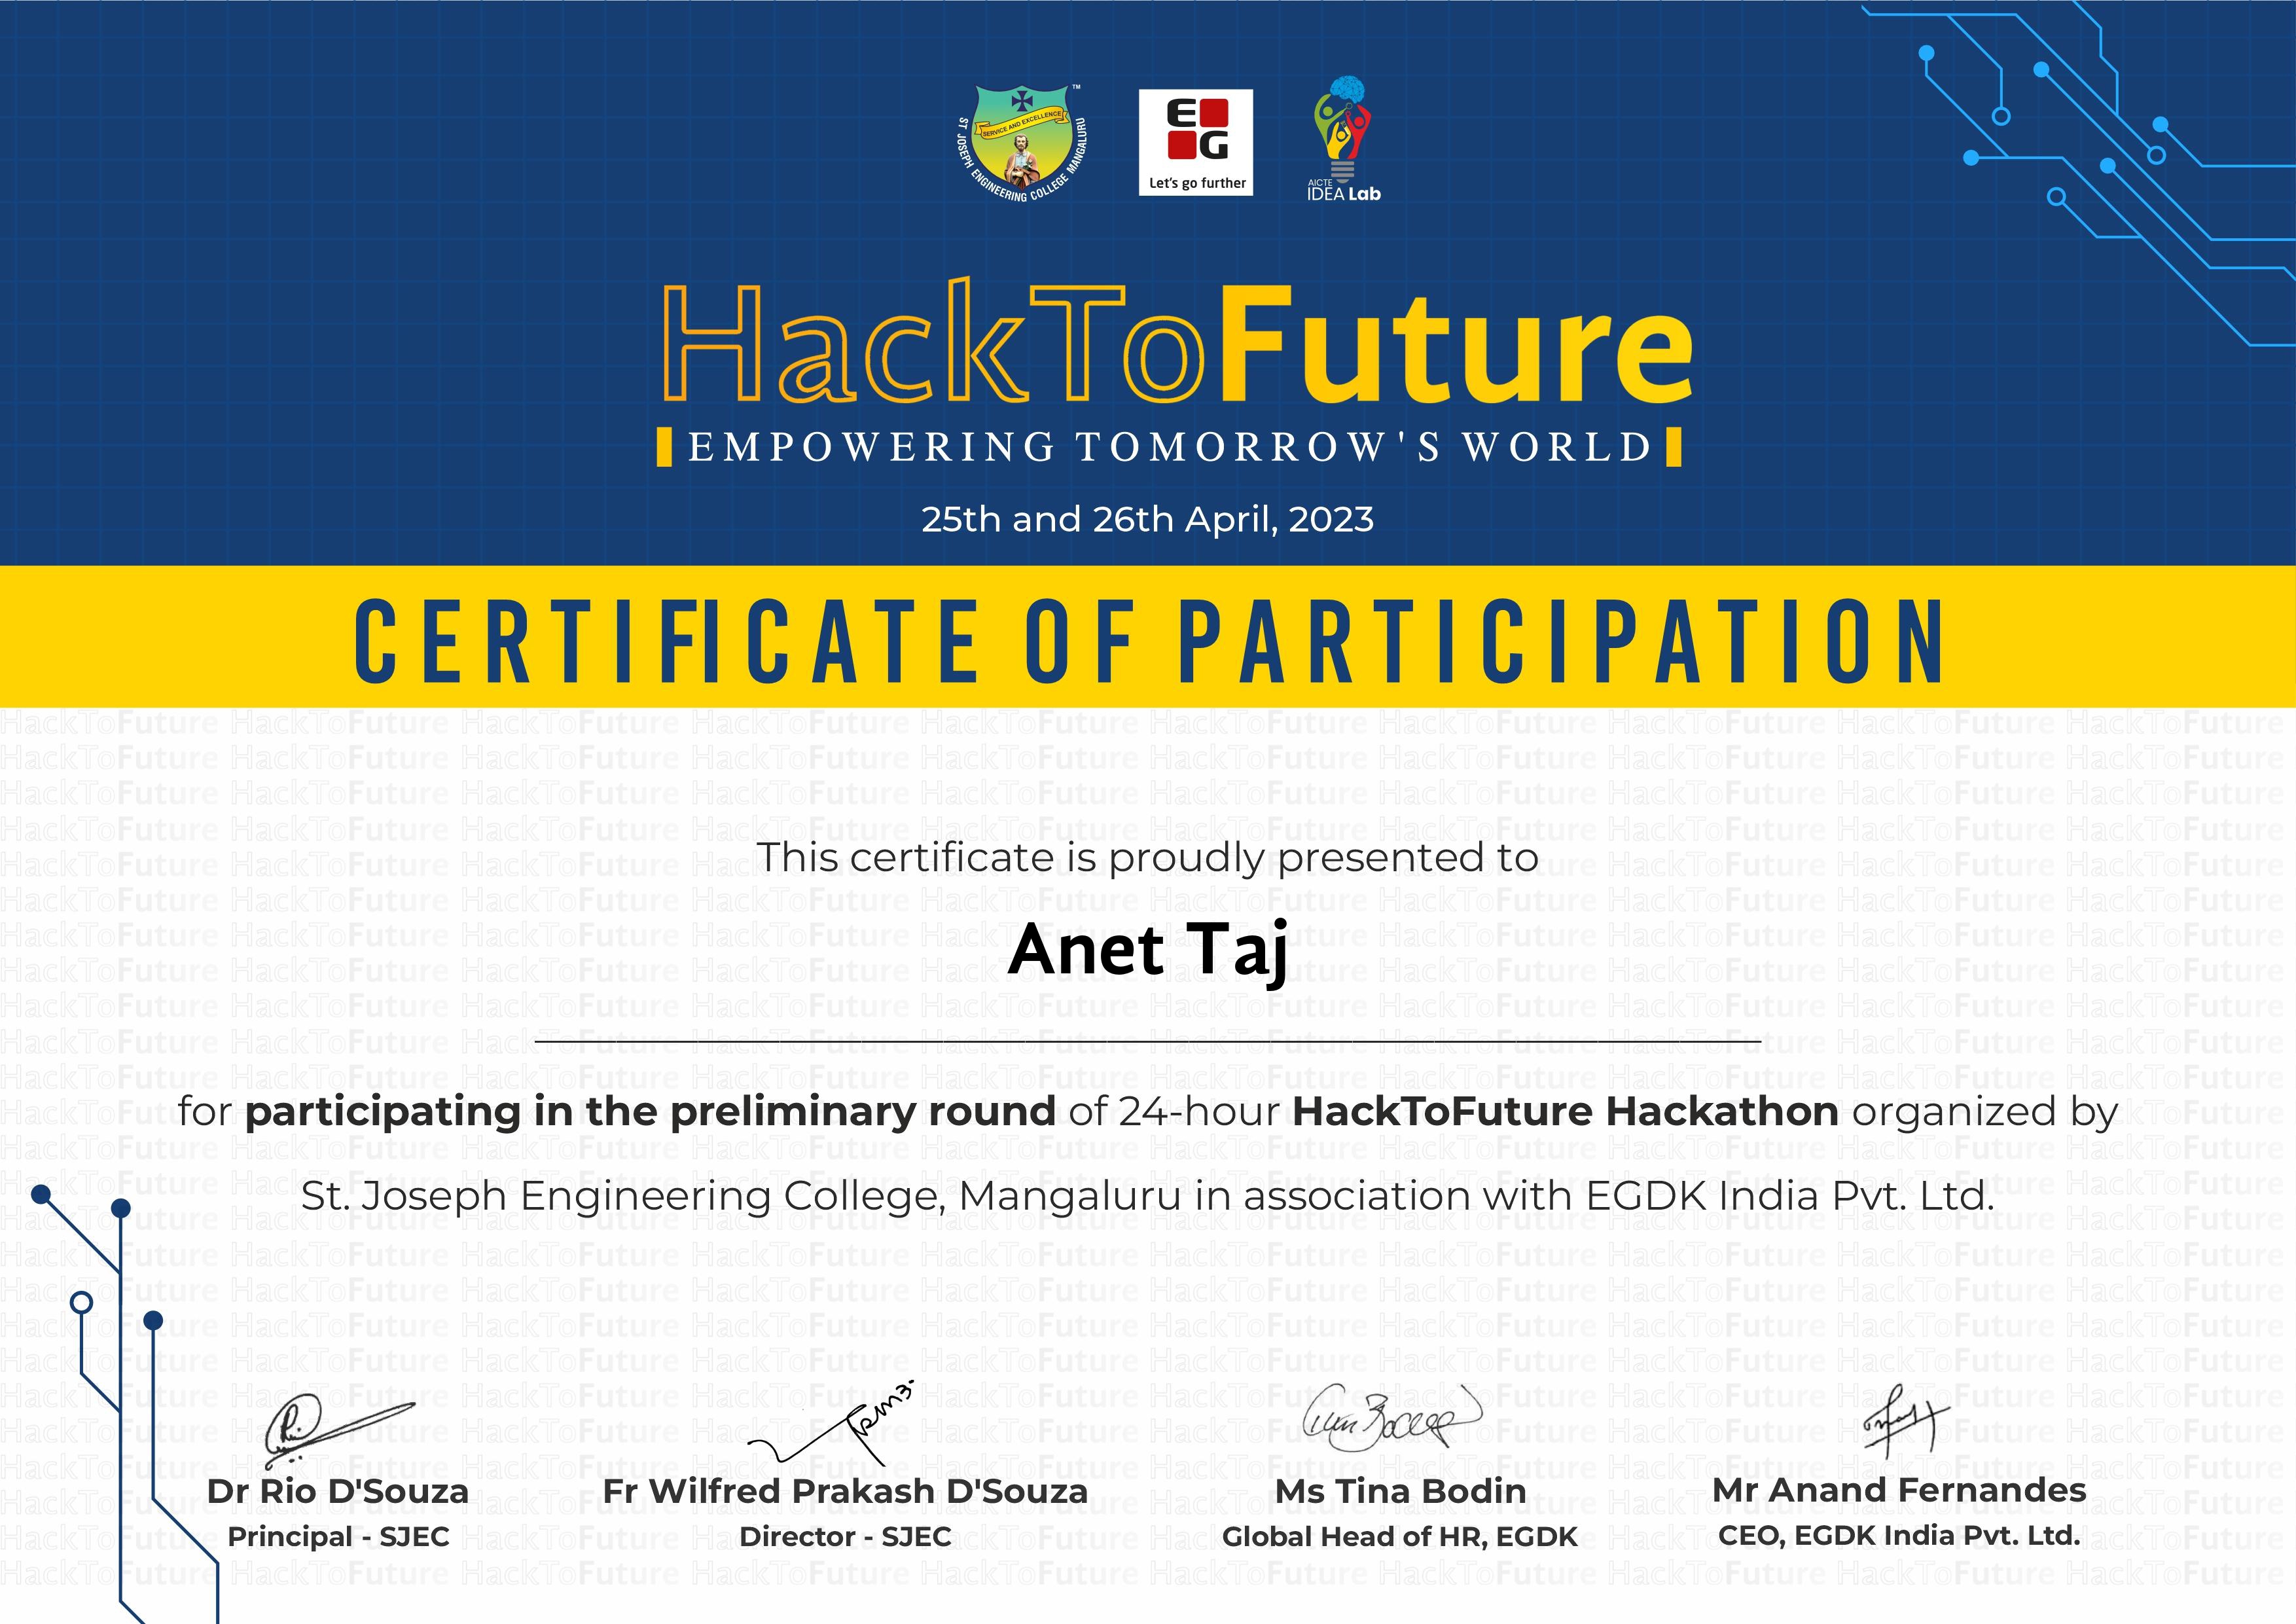 SERVICE AND EXCELLENCE
ST JOSEPH ENGINEERING COLLEGE MANGALURU
TM
EG
Let's go further
AICTE
IDEA Lab
HackToFuture
EMPOWERING TOMORROW'S WORLD
25th and 26th April, 2023
CERTIFICATE OF PARTICIPATION
This certificate is proudly presented to
Anet Taj
for participating in the preliminary round of 24-hour HackToFuture Hackathon organized by
St. Joseph Engineering College, Mangaluru in association with EGDK India Pvt. Ltd.
Dr Rio D'Souza
Principal - SJEC
Fr Wilfred Prakash D'Souza
Director - SJEC
Ms Tina Bodin
Global Head of HR, EGDK
Mr Anand Fernandes
CEO, EGDK India Pvt. Ltd.